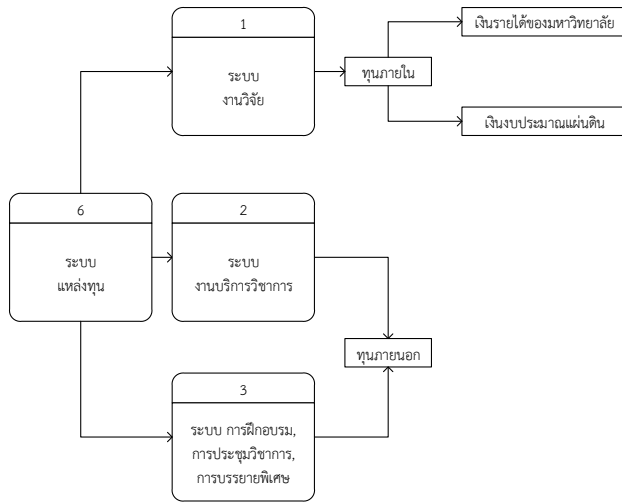 1
ระบบ
งานวิจัย
ทุนภายใน
เงินรายได้ของมหาวิทยาลัย
เงินงบประมาณแผ่นดิน
6
ระบบ
แหล่งทุน
2
ระบบ
งานบริการวิชาการ
ทุนภายนอก
3
ระบบ การฝึกอบรม,
การประชุมวิชาการ,
การบรรยายพิเศษ